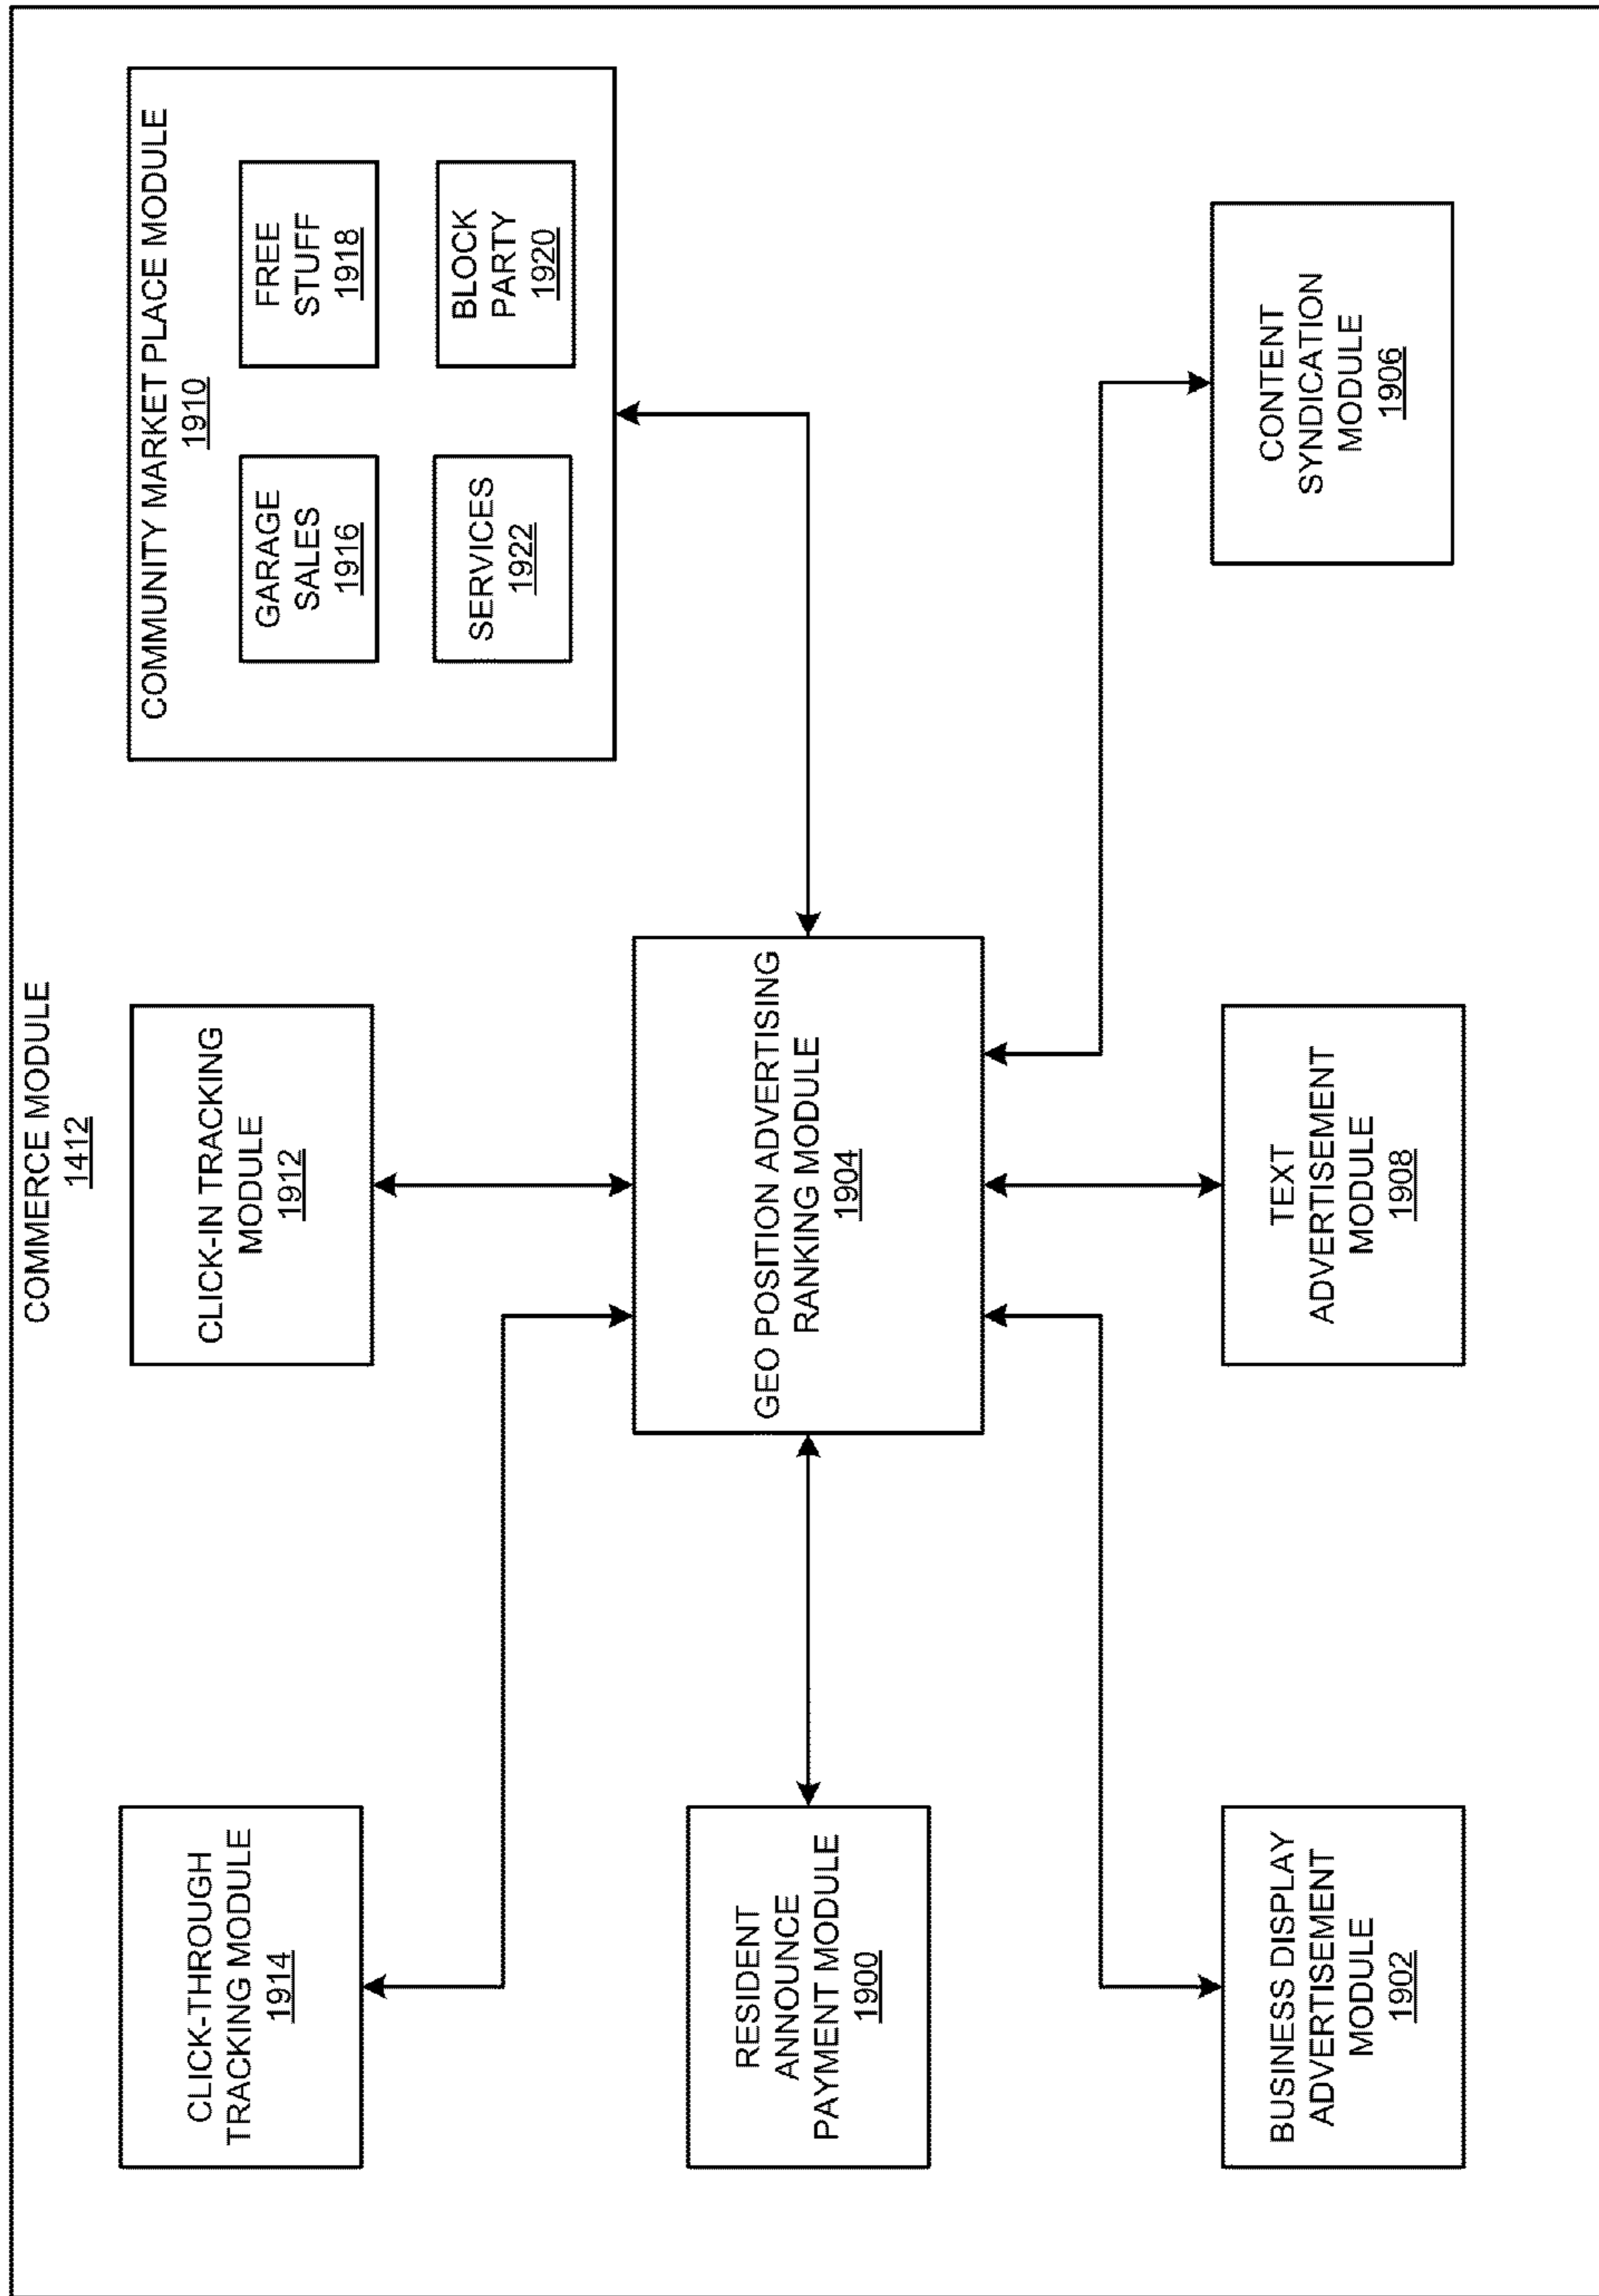 COMMERCE MODULE
1412
CLICK-THROUGH
TRACKING MODULE
1914
CLICK-IN TRACKING
MODULE
1912
COMMUNITY MARKET PLACE MODULE
1910
GARAGE
SALES
1916
FREE
STUFF
1918
SERVICES
1922
BLOCK
PARTY
1920
RESIDENT
ANNOUNCE
PAYMENT MODULE
1900
GEO POSITION ADVERTISING
RANKING MODULE
1904
BUSINESS DISPLAY
ADVERTISEMENT
MODULE
1902
TEXT
ADVERTISEMENT
MODULE
1908
CONTENT
SYNDICATION
MODULE
1906